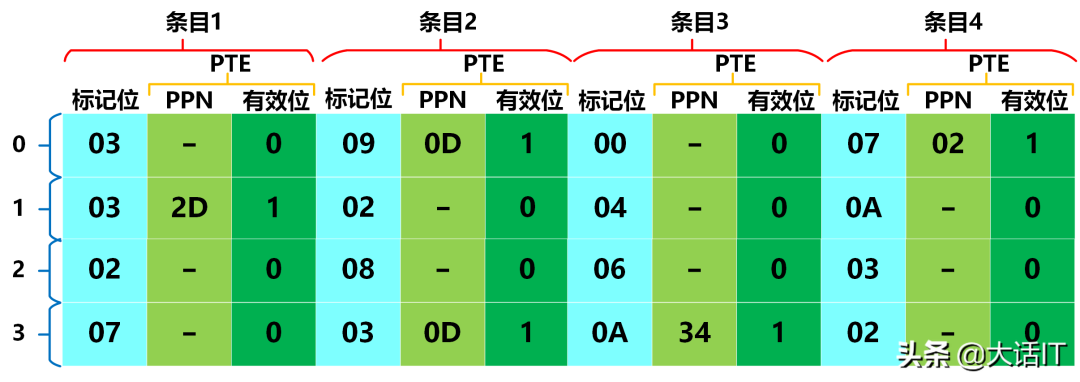 条目1 条目2 条目3 条目4
PTE PTE PTE PTE
标记位 PPN 有效位 标记位 PPN 有效位 标记位 PPN 有效位 标记位 PPN 有效位
0 03 – 0 09 0D 1 00 – 0 07 02 1
1 03 2D 1 02 – 0 04 – 0 0A – 0
2 02 – 0 08 – 0 06 – 0 03 – 0
3 07 – 0 03 0D 1 0A 34 1 02 – 0
头条 @大话IT